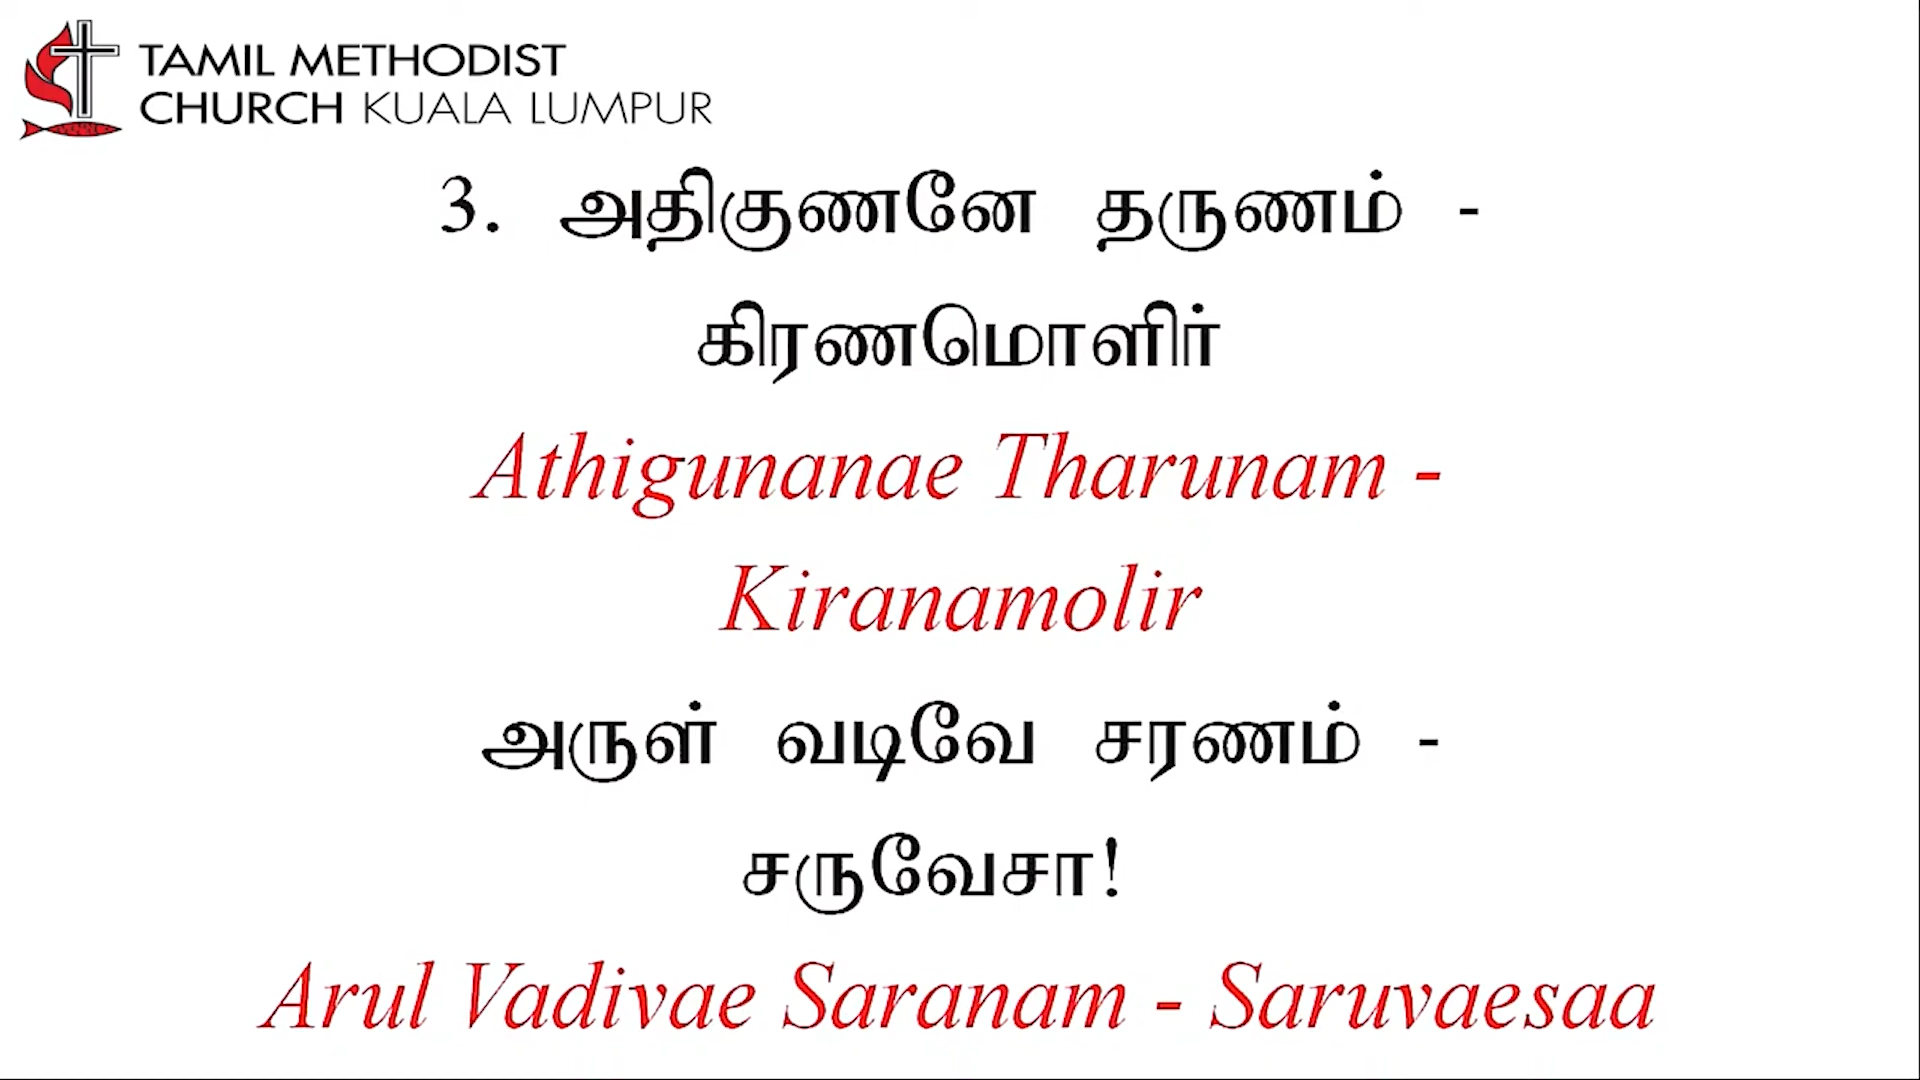 TAMIL METHODIST
CHURCH KUALA LUMPUR
3. அதிகுணனே தருணம் -
கிரணமொளிர்
Athigunanae Tharunam -
Kiranamolir
அருள் வடிவே சரணம் -
சருவேசா!
Arul Vadivae Saranam - Saruvaesaa